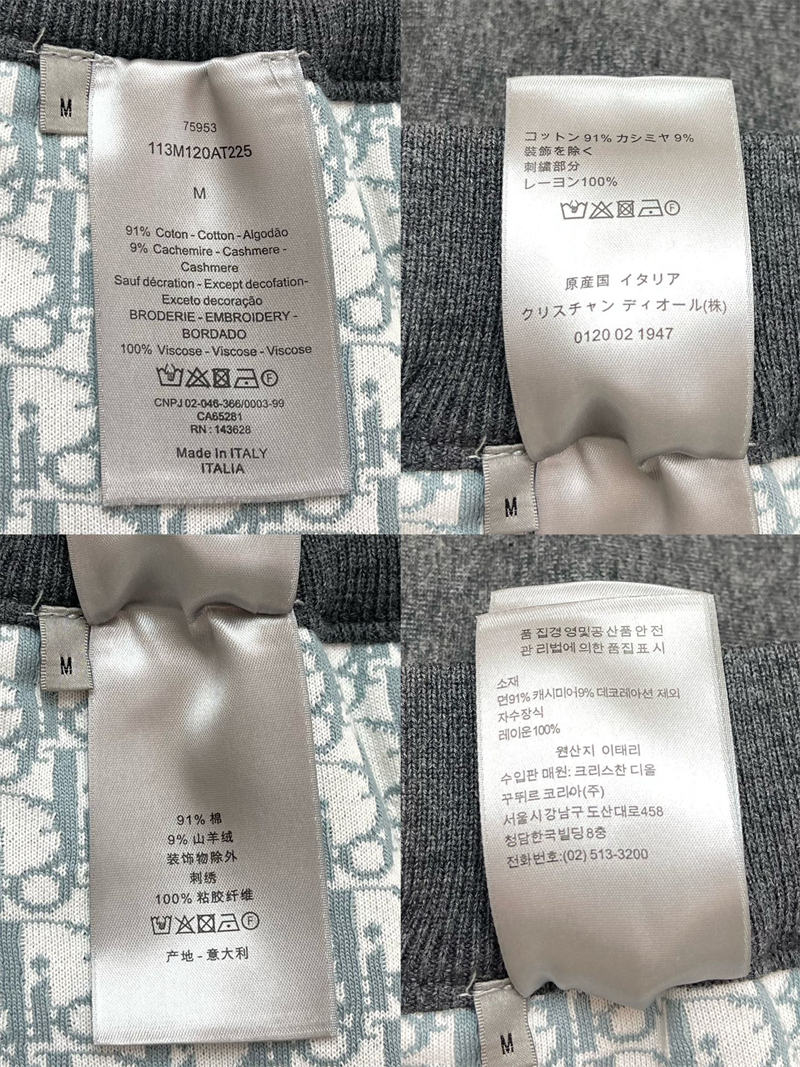 M
75953
113M120AT225
M
91% Coton - Cotton - Algodão
9% Cachemire - Cashmere -
Cashmere
Sauf décration - Except decofation-
Exceto decoração
BRODERIE - EMBROIDERY -
BORDADO
100% Viscose - Viscose - Viscose
F
CNPJ 02-046-366/0003-99
CA65281
RN : 143628
Made In ITALY
ITALIA
コットン 91% カシミヤ 9%
装飾を除く
刺繍部分
レーヨン100%
F
原産国 イタリア
クリスチャン ディオール(株)
0120 02 1947
M
M
91% 棉
9% 山羊绒
装饰物除外
刺绣
100% 粘胶纤维
F
产地 - 意大利
품 집경 영및공 산품 안 전
관 리법에 의한 품집 표 시
소재
면91% 캐시미어9% 데코레아션 제외
자수장식
레이운100%
원산지 이태리
수입판 매원: 크리스찬 디올
꾸뛰르 코리아(주)
서울시강남구 도산대로458
청담한국빌딩8층
전화번호:(02) 513-3200
M